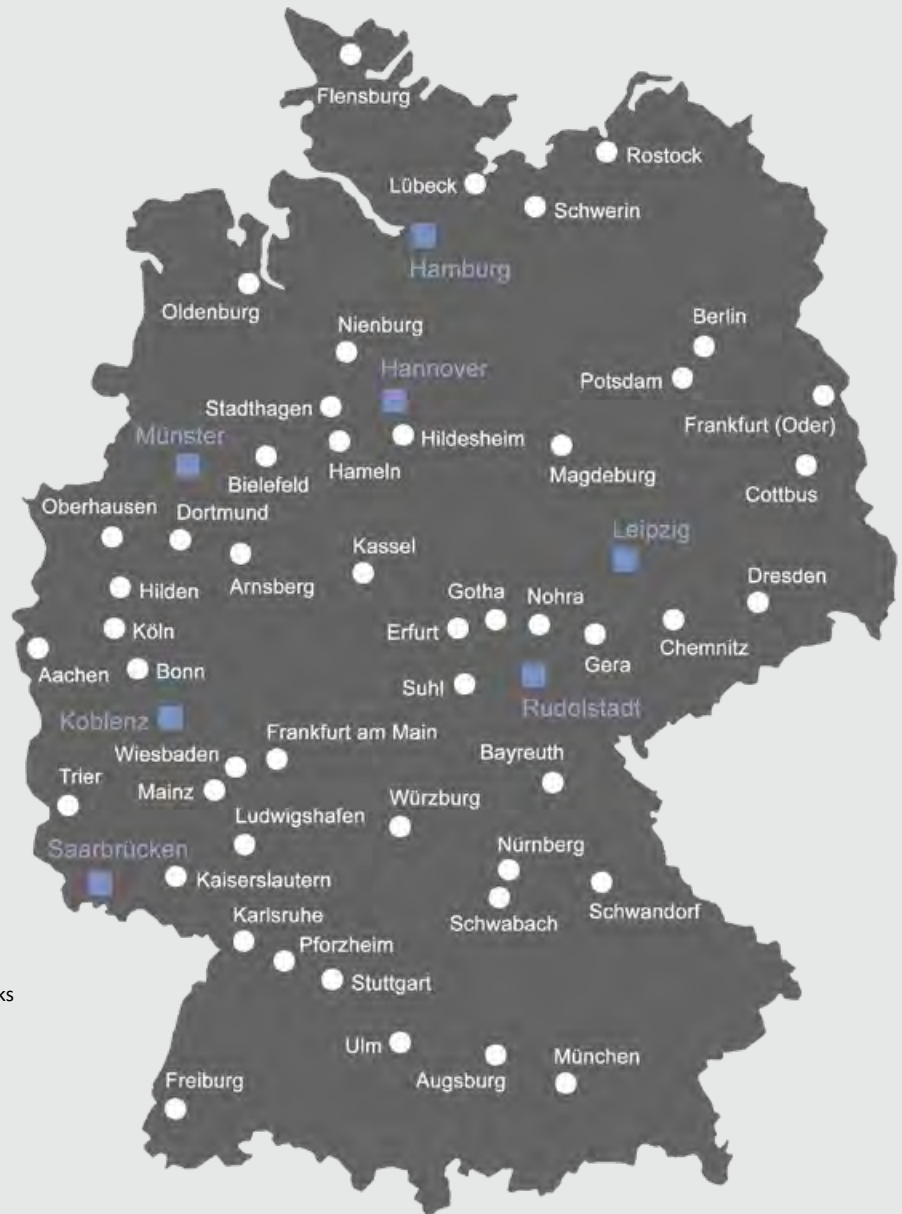 Flensburg
Rostock
Lübeck
Schwerin
Hamburg
Oldenburg
Nienburg
Berlin
Hannover
Potsdam
Stadthagen
Frankfurt (Oder)
Münster
Hildesheim
Hameln
Magdeburg
Bielefeld
Cottbus
Oberhausen
Dortmund
Leipzig
Kassel
Arnsberg
Dresden
Hilden
Gotha
Nohra
Köln
Erfurt
Chemnitz
Gera
Aachen
Bonn
Suhl
Rudolstadt
Koblenz
Frankfurt am Main
Wiesbaden
Bayreuth
Trier
Mainz
Würzburg
Ludwigshafen
Nürnberg
Saarbrücken
Kaiserslautern
Schwandorf
Schwabach
Karlsruhe
Pforzheim
Stuttgart
ks
Ulm
München
Augsburg
Freiburg